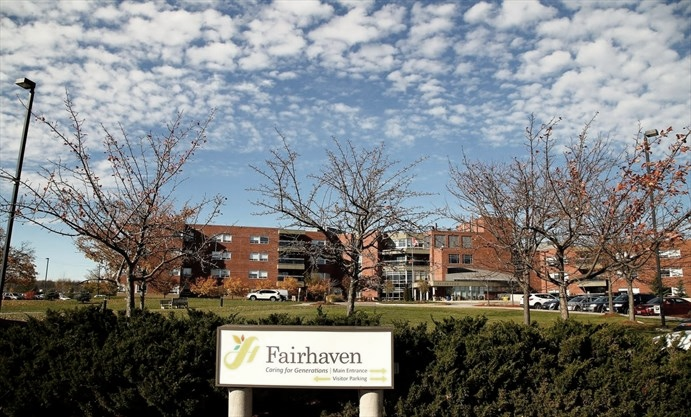 Fairhaven
Caring for Generations | Main Entrance
Visitor Parking